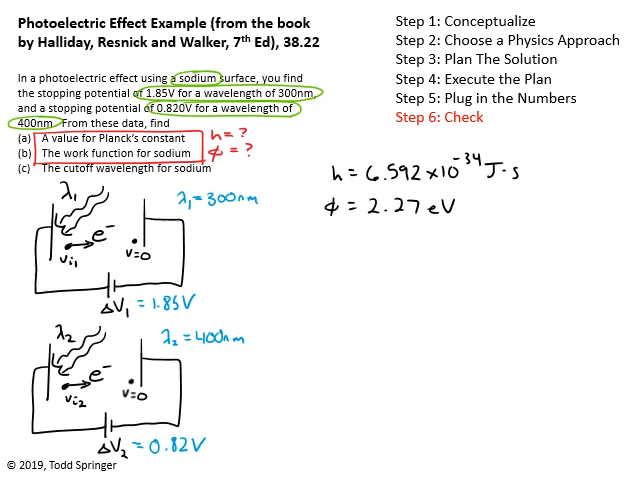 Photoelectric Effect Example (from the book
by Halliday, Resnick and Walker, 7th Ed), 38.22
In a photoelectric effect using a sodium surface, you find
the stopping potential of 1.85V for a wavelength of 300nm,
and a stopping potential of 0.820V for a wavelength of
400nm. From these data, find
(a) A value for Planck's constant h = ?
(b) The work function for sodium ϕ = ?
(c) The cutoff wavelength for sodium
λ₁
λ₁ = 300nm
e⁻
Vi1
V=0
ΔV₁ = 1.85V
λ₂
λ₂ = 400nm
e⁻
Vi2
V=0
ΔV₂ = 0.82V
© 2019, Todd Springer
Step 1: Conceptualize
Step 2: Choose a Physics Approach
Step 3: Plan The Solution
Step 4: Execute the Plan
Step 5: Plug in the Numbers
Step 6: Check
h = 6.592 × 10⁻³⁴ J·s
ϕ = 2.27 eV